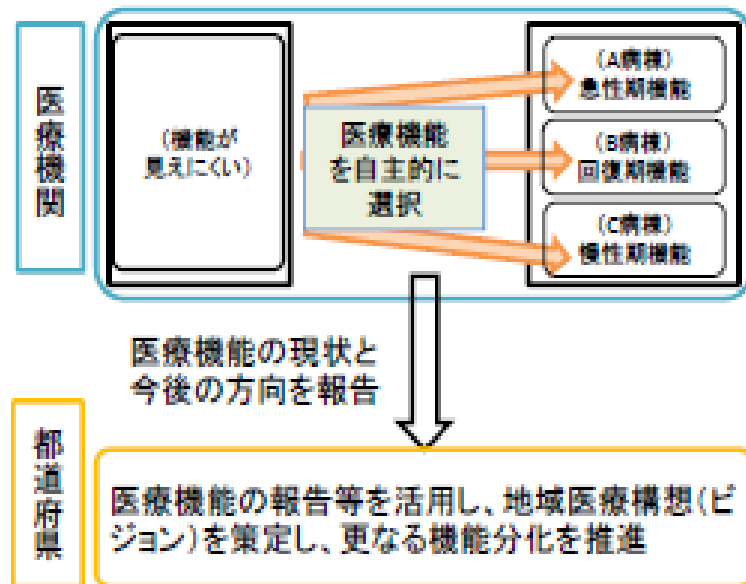 医療機関
(機能が
見えにくい)
医療機能
を自主的に
選択
(A病棟)
急性期機能
(B病棟)
回復期機能
(C病棟)
慢性期機能
医療機能の現状と
今後の方向を報告
都道府県
医療機能の報告等を活用し、地域医療構想(ビ
ジョン)を策定し、更なる機能分化を推進